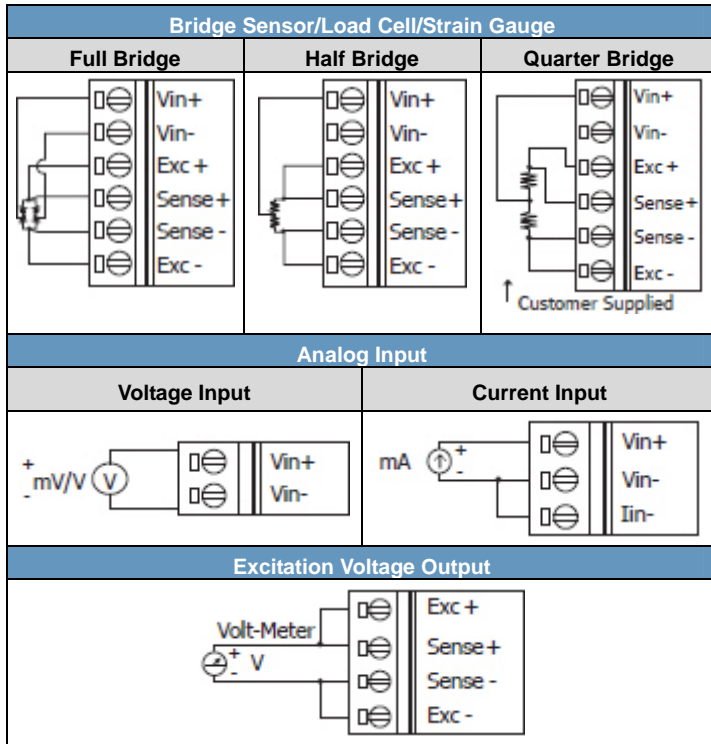 Bridge Sensor/Load Cell/Strain Gauge
Full Bridge
Vin+
Vin-
Exc +
Sense+
Sense -
Exc -
Half Bridge
Vin+
Vin-
Exc +
Sense+
Sense -
Exc -
Quarter Bridge
Vin+
Vin-
Exc +
Sense+
Sense -
Exc -
↑ Customer Supplied
Analog Input
Voltage Input
+
- mV/V V
Vin+
Vin-
Current Input
mA + -
Vin+
Vin-
Iin-
Excitation Voltage Output
Volt-Meter
+ V
-
Exc +
Sense+
Sense -
Exc -